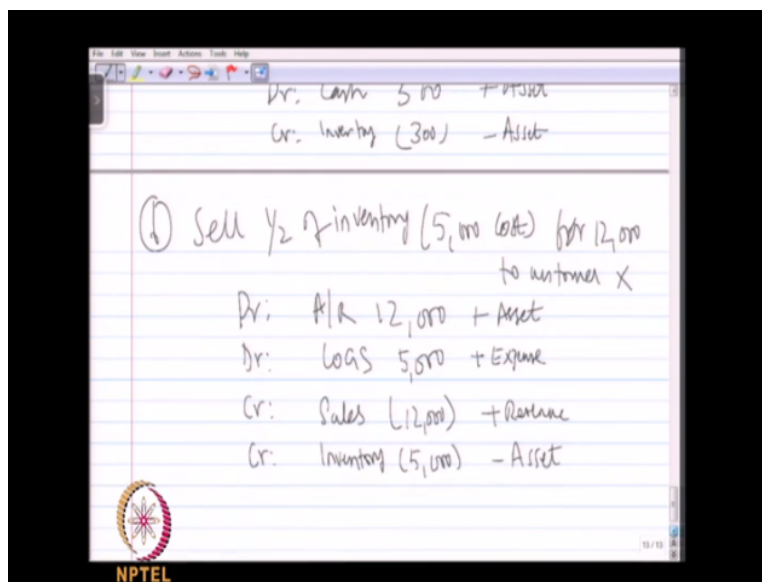 File Edit View Insert Actions Tools Help
Dr: Cash 300 + Asset
Cr: Inventory (300) - Asset
Sell 1/2 of inventory (5,000 cost) for 12,000
to customer X
Dr: A/R 12,000 + Asset
Dr: COGS 5,000 + Expense
Cr: Sales (12,000) + Revenue
Cr: Inventory (5,000) - Asset
13/13
NPTEL